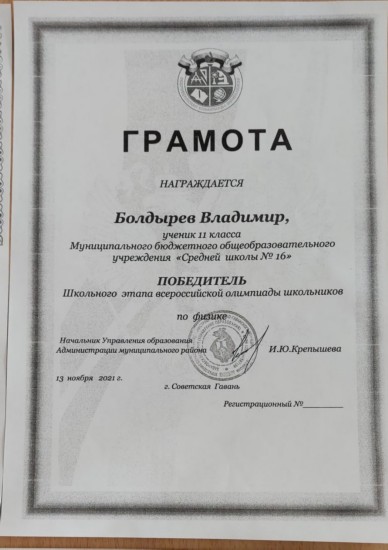 ГРАМОТА
НАГРАЖДАЕТСЯ
Болдырев Владимир,
ученик 11 класса
Муниципального бюджетного общеобразовательного
учреждения «Средней школы № 16»
ПОБЕДИТЕЛЬ
Школьного этапа всероссийской олимпиады школьников
по физике
Начальник Управления образования
Администрации муниципального района
И.Ю.Крепышева
13 ноября 2021 г.
г. Советская Гавань
Регистрационный №_________